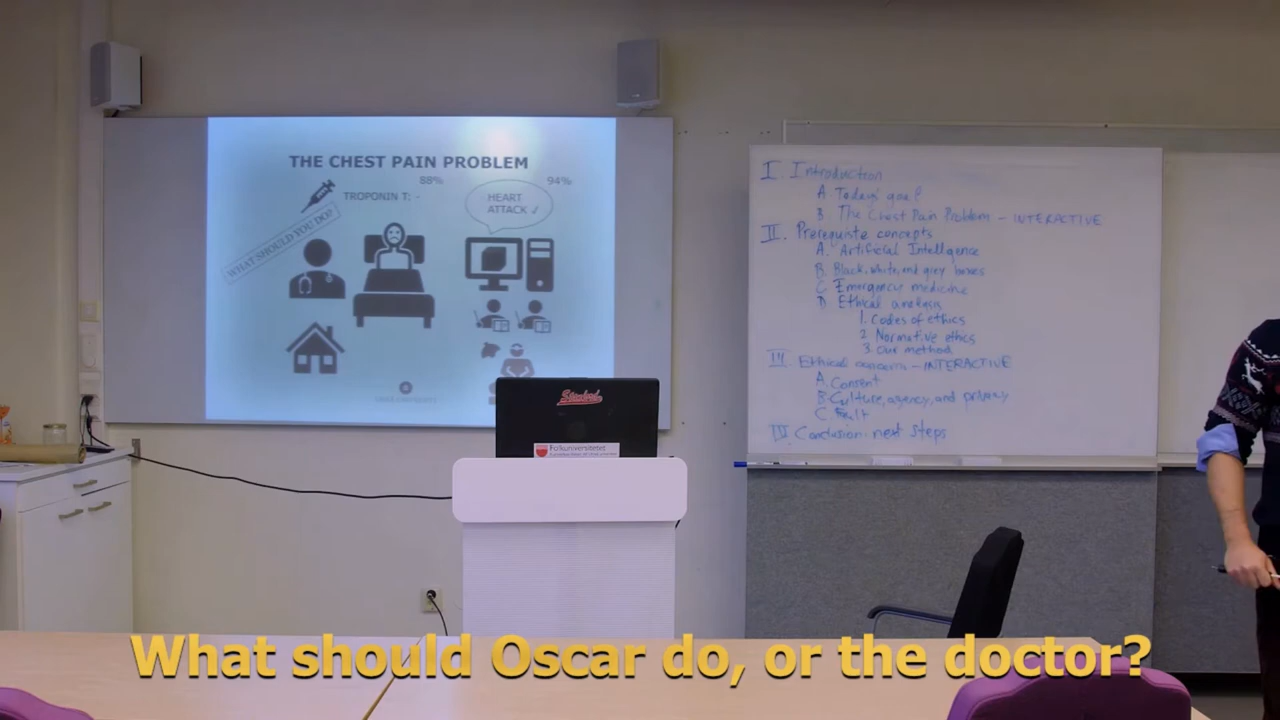 THE CHEST PAIN PROBLEM
88%
94%
TROPONIN T: -
HEART
ATTACK ✓
WHAT SHOULD YOU DO?
Stanford
Folkuniversitetet
I. Introduction
A. Today's goal
B The Chest Pain Problem - INTERACTIVE
II. Prerequiste concepts
A. Artificial Intelligence
B. Black, white, and grey boxes
C. Emergency medicine
D Ethical analysis
1. Codes of ethics
2 Normative ethics
3 Our method
III. Ethical concerns - INTERACTIVE
A. Consent
B. Culture, agency, and privacy
C. Fault
Conclusion: next steps
What should Oscar do, or the doctor?